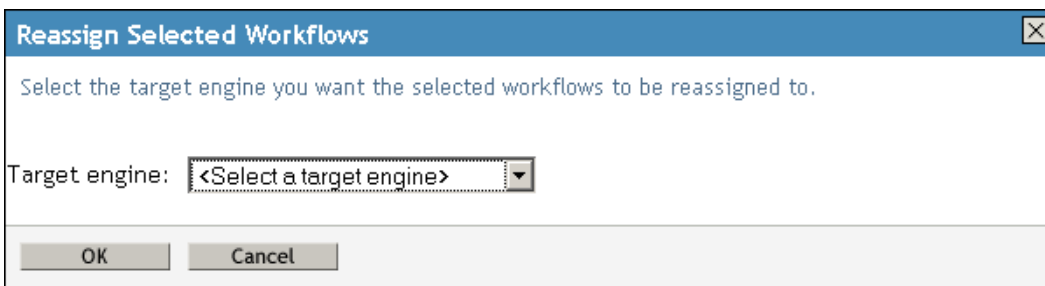 Reassign Selected Workflows
Select the target engine you want the selected workflows to be reassigned to.
Target engine: <Select a target engine>
OK Cancel